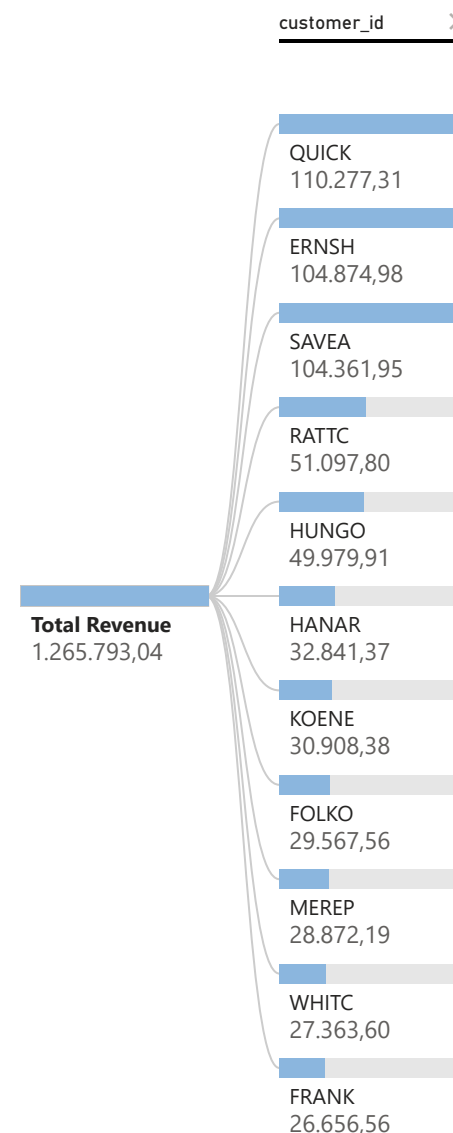 customer_id
QUICK
110.277,31
ERNSH
104.874,98
SAVEA
104.361,95
RATTC
51.097,80
HUNGO
49.979,91
Total Revenue
1.265.793,04
HANAR
32.841,37
KOENE
30.908,38
FOLKO
29.567,56
MEREP
28.872,19
WHITC
27.363,60
FRANK
26.656,56